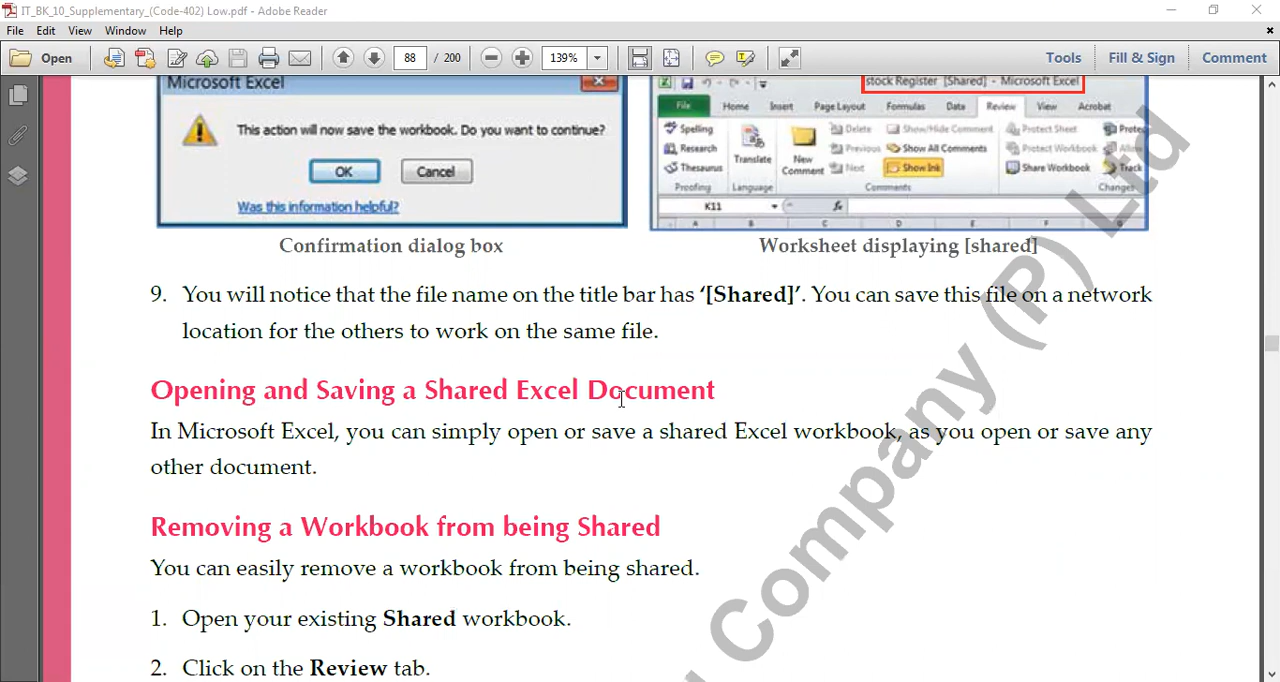 IT_BK_10_Supplementary_(Code-402) Low.pdf - Adobe Reader
File Edit View Window Help
Open 88 / 200 139% Tools Fill & Sign Comment
Microsoft Excel
This action will now save the workbook. Do you want to continue?
OK Cancel
Was this information helpful?
stock Register [Shared] - Microsoft Excel
File Home Insert Page Layout Formulas Data Review View Acrobat
Spelling Delete Show/Hide Comment Protect Sheet
Research Previous Show All Comments Protect Workbook
Thesaurus Translate New Comment Next Show Ink Share Workbook Track
Proofing Language Comments Changes
K11 fx
A B C D E F
Confirmation dialog box Worksheet displaying [shared]
9. You will notice that the file name on the title bar has ‘[Shared]’. You can save this file on a network
location for the others to work on the same file.
Opening and Saving a Shared Excel Document
In Microsoft Excel, you can simply open or save a shared Excel workbook, as you open or save any
other document.
Removing a Workbook from being Shared
You can easily remove a workbook from being shared.
1. Open your existing Shared workbook.
2. Click on the Review tab.
Company (P) Ltd